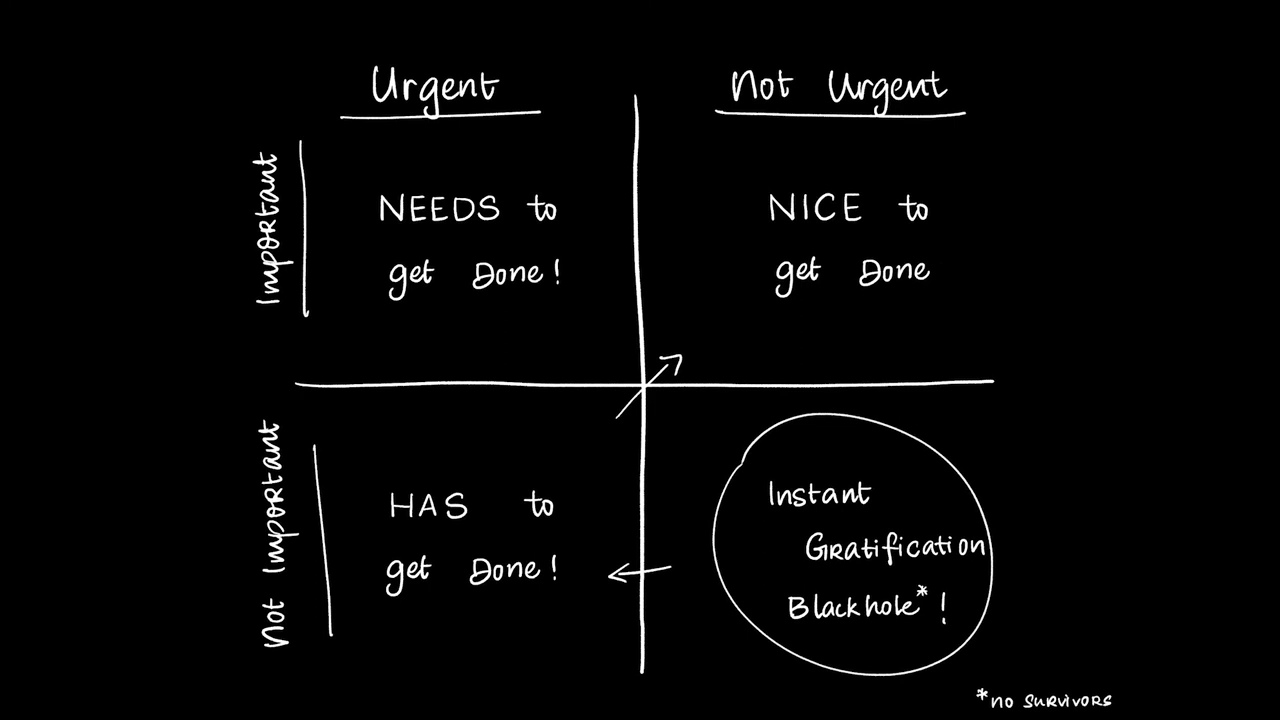 Urgent
Not Urgent
Important
NEEDS to
get Done!
NICE to
get Done
Not Important
HAS to
get Done!
Instant
Gratification
Blackhole*!
*no survivors